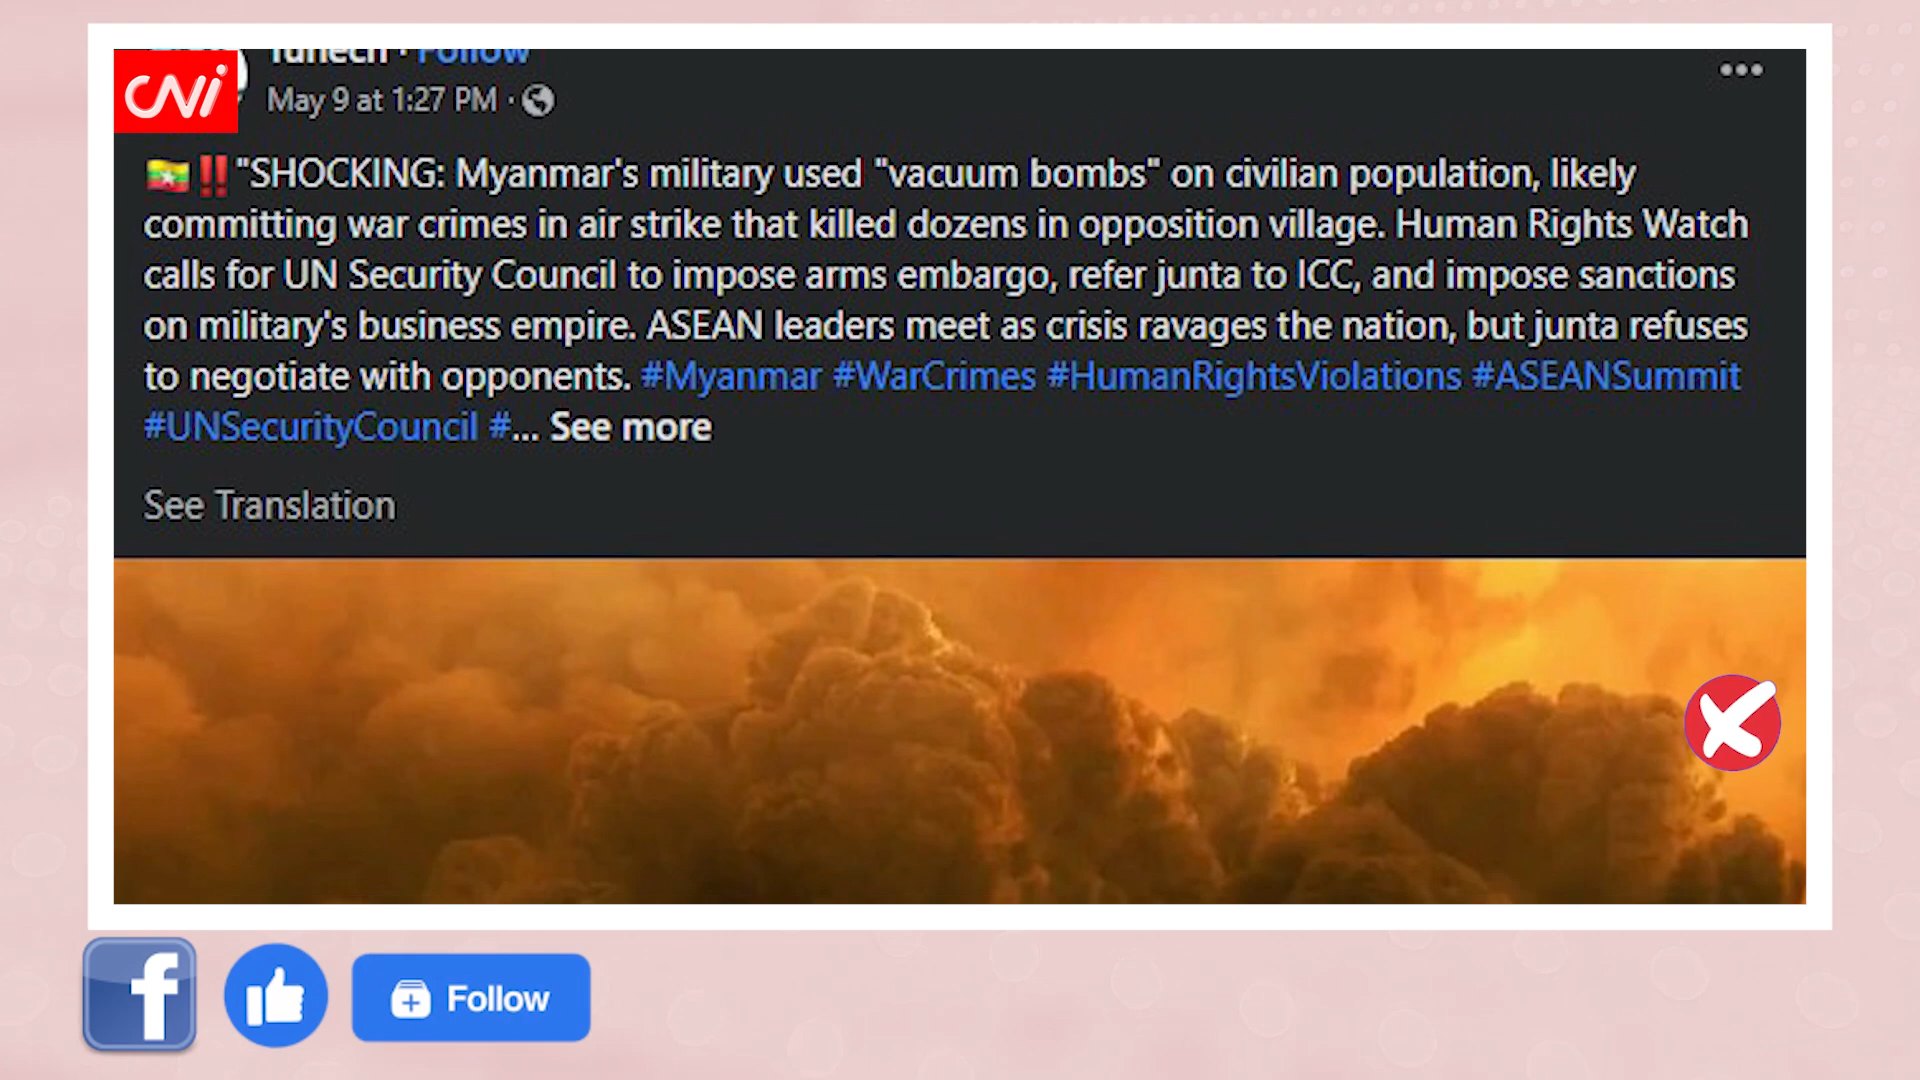 CNi
Follow
May 9 at 1:27 PM ·
"SHOCKING: Myanmar's military used "vacuum bombs" on civilian population, likely
committing war crimes in air strike that killed dozens in opposition village. Human Rights Watch
calls for UN Security Council to impose arms embargo, refer junta to ICC, and impose sanctions
on military's business empire. ASEAN leaders meet as crisis ravages the nation, but junta refuses
to negotiate with opponents. #Myanmar #WarCrimes #HumanRightsViolations #ASEANSummit
#UNSecurityCouncil #... See more
See Translation
f
Follow